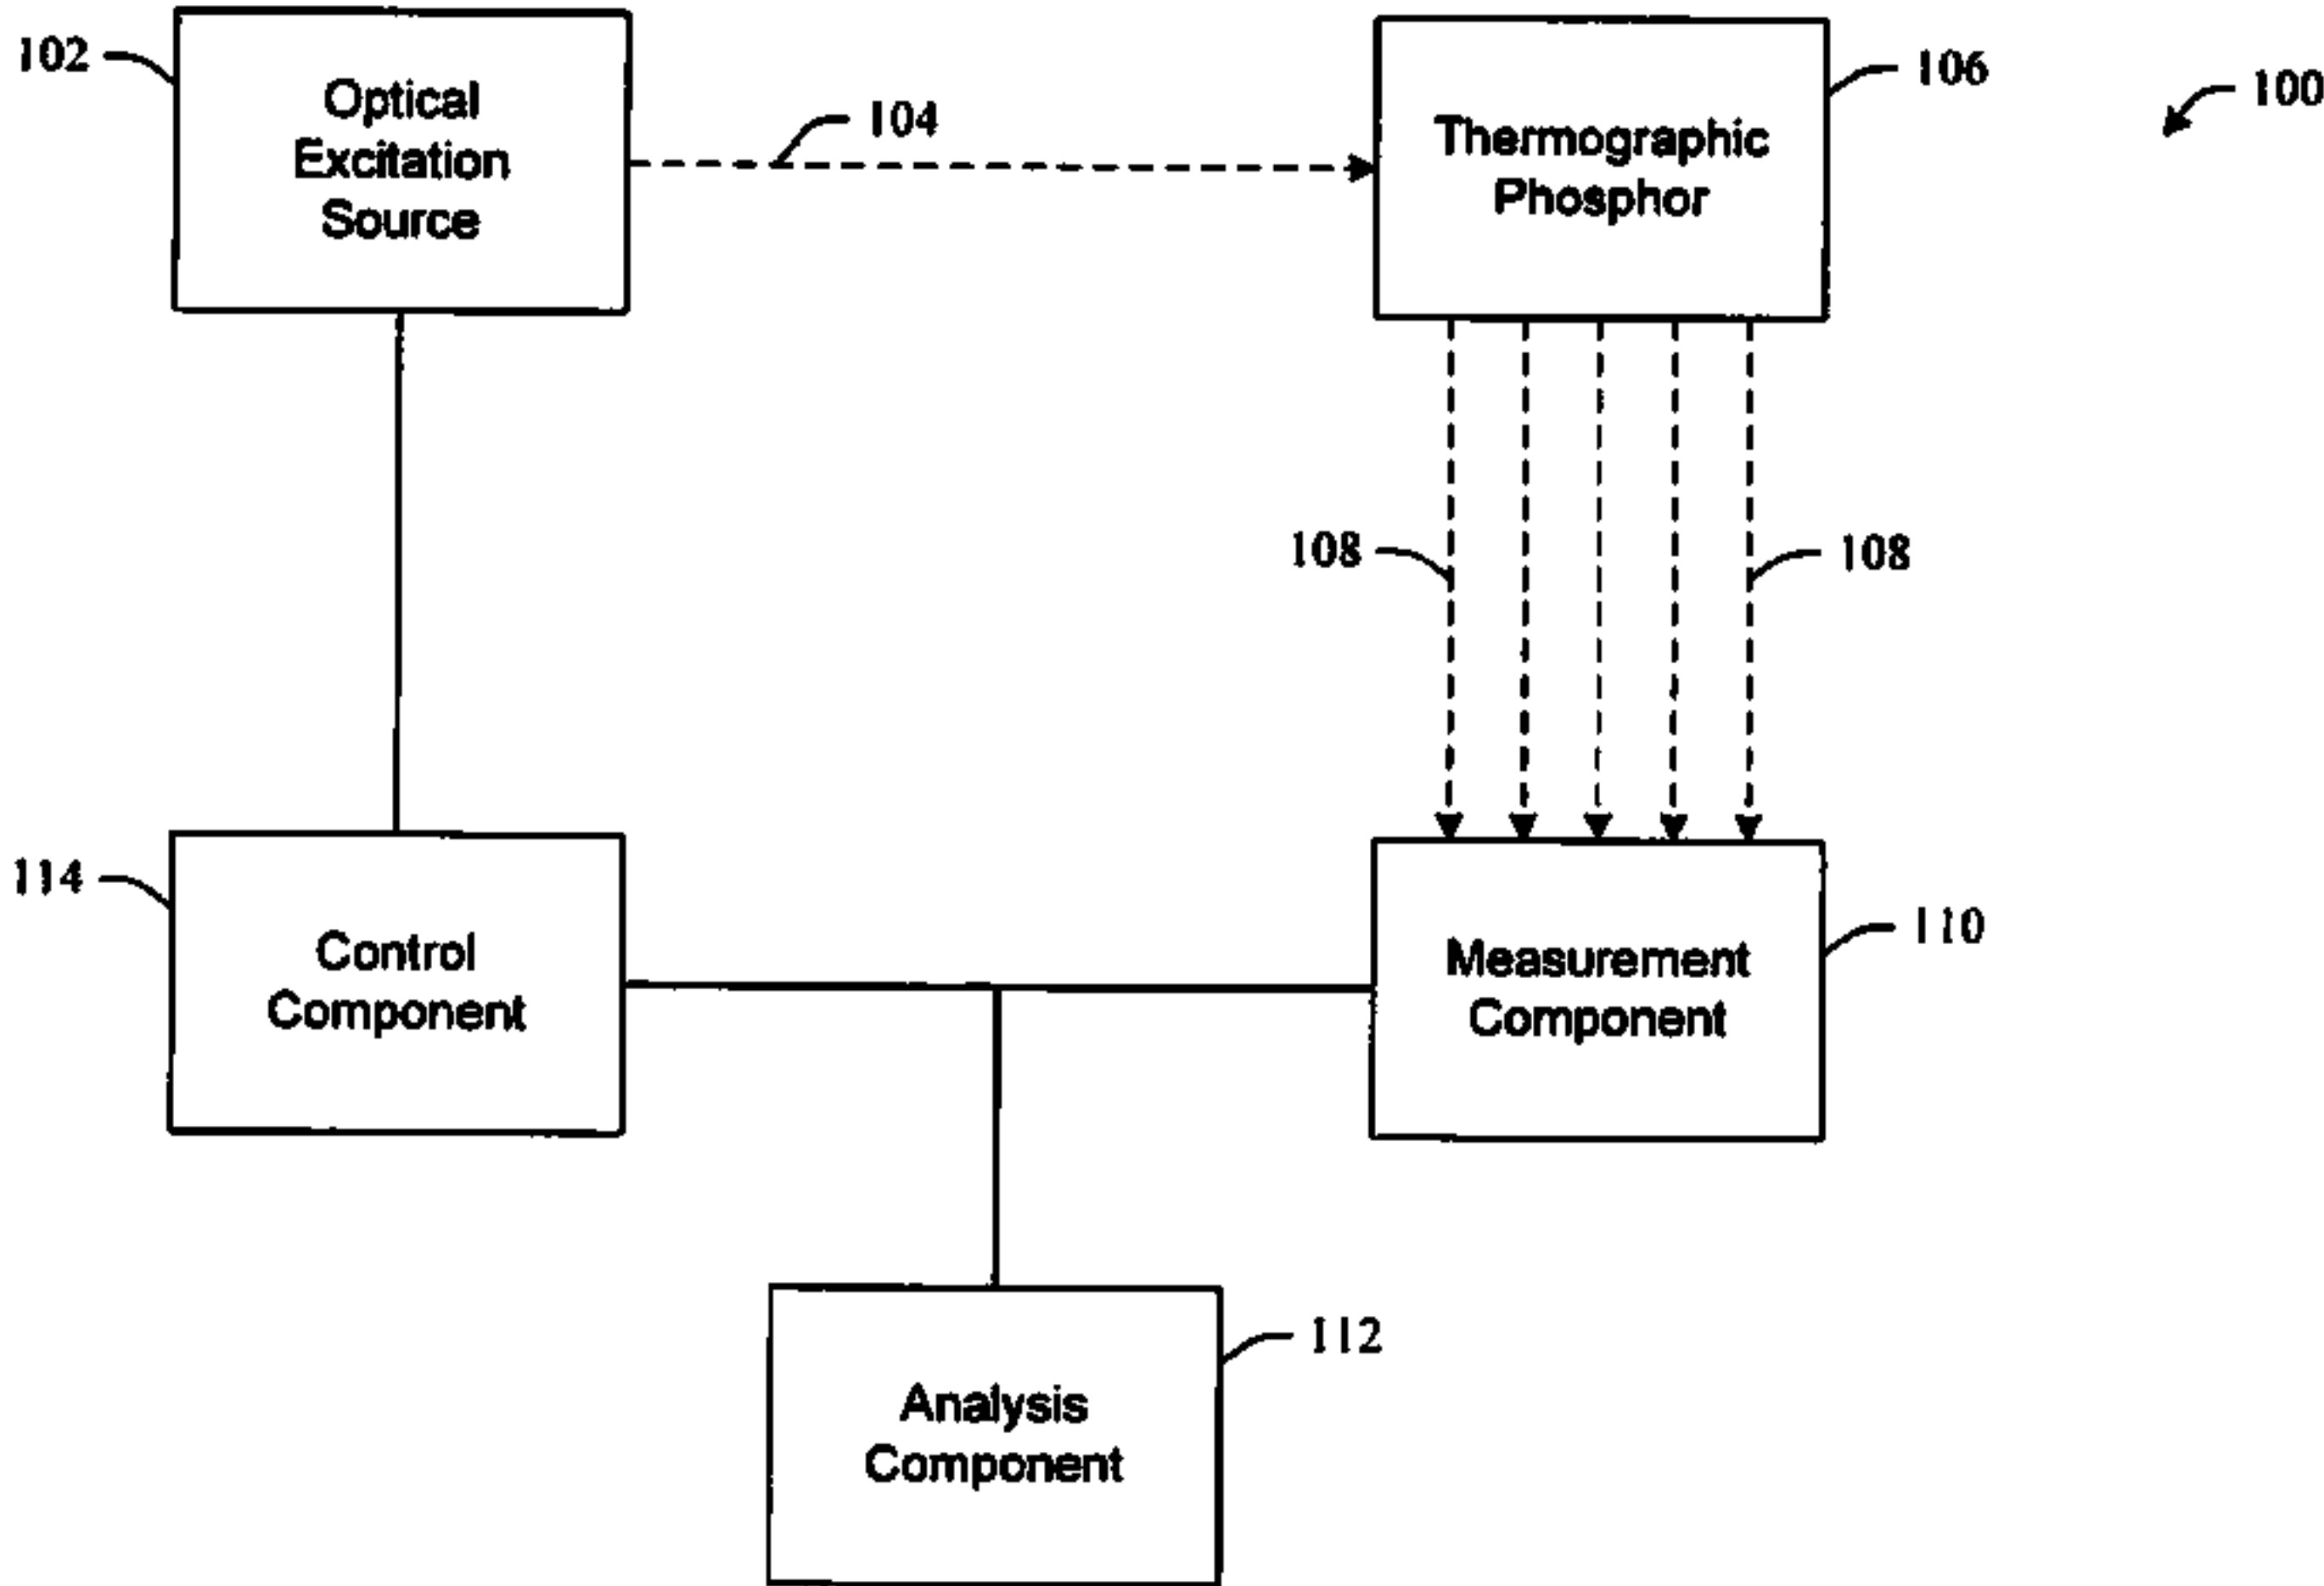 102
Optical
Excitation
Source
104
Thermographic
Phosphor
106
100
108
108
114
Control
Component
Measurement
Component
110
112
Analysis
Component